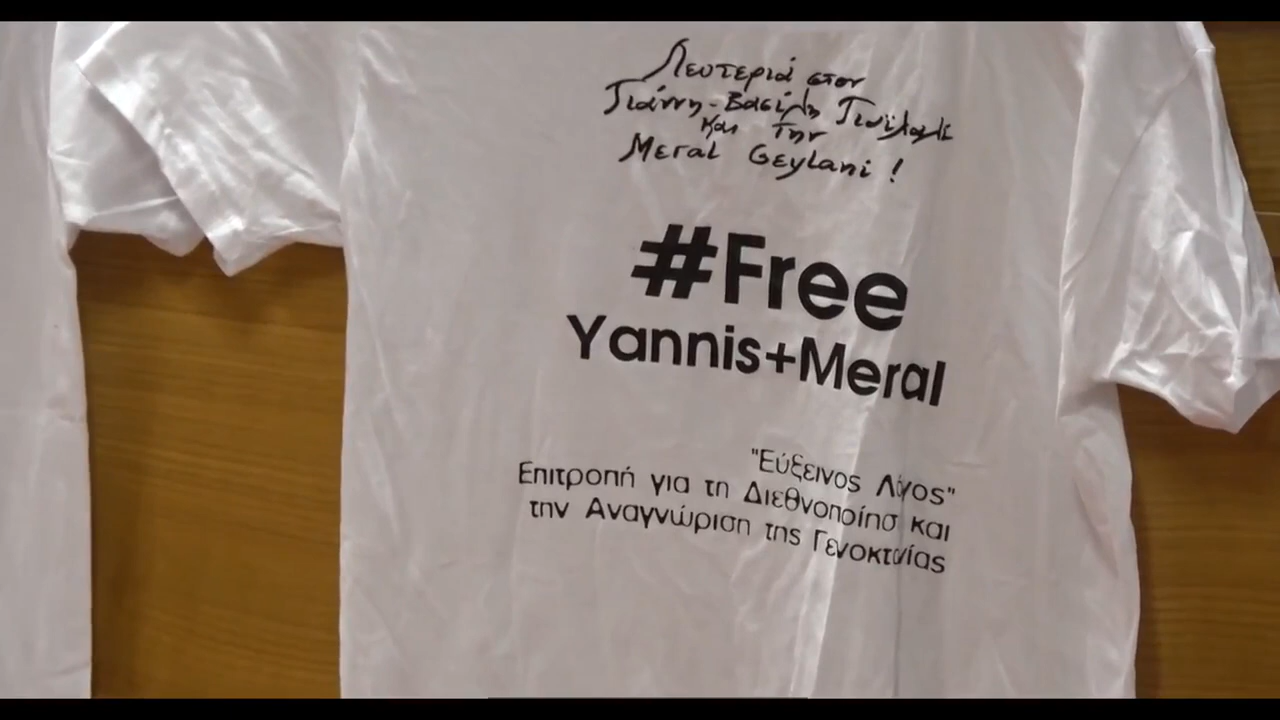 Λευτεριά στον
Γιάννη-Βασίλη Γιαϊλαλί
και την
Meral Geylani !
#Free
Yannis+Meral
"Εύξεινος Λόγος"
Επιτροπή για τη Διεθνοποίησ και
την Αναγνώριση της Γενοκτονίας